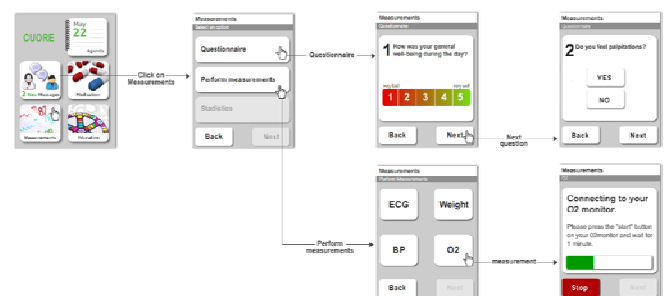 CUORE
May
22
Agenda
2 New Messages
Medication
Measurements
Education
Click on
Measurements
Measurements
Select an option
Questionnaire
Perform measurements
Statistics
Back
Next
Questionnaire
Measurements
Questionnaire
1 How was your general
well-being during the day?
very bad
very well
1 2 3 4 5
Back
Next
Next
question
Measurements
Questionnaire
2 Do you feel palpitations?
YES
NO
Back
Next
Perform
measurements
Measurements
Perform Measurements
ECG
Weight
BP
O2
Back
Next
measurement
Measurements
O2
Connecting to your
O2 monitor.
Please press the "start" button
on your O2monitor and wait for
1 minute.
Stop
Next